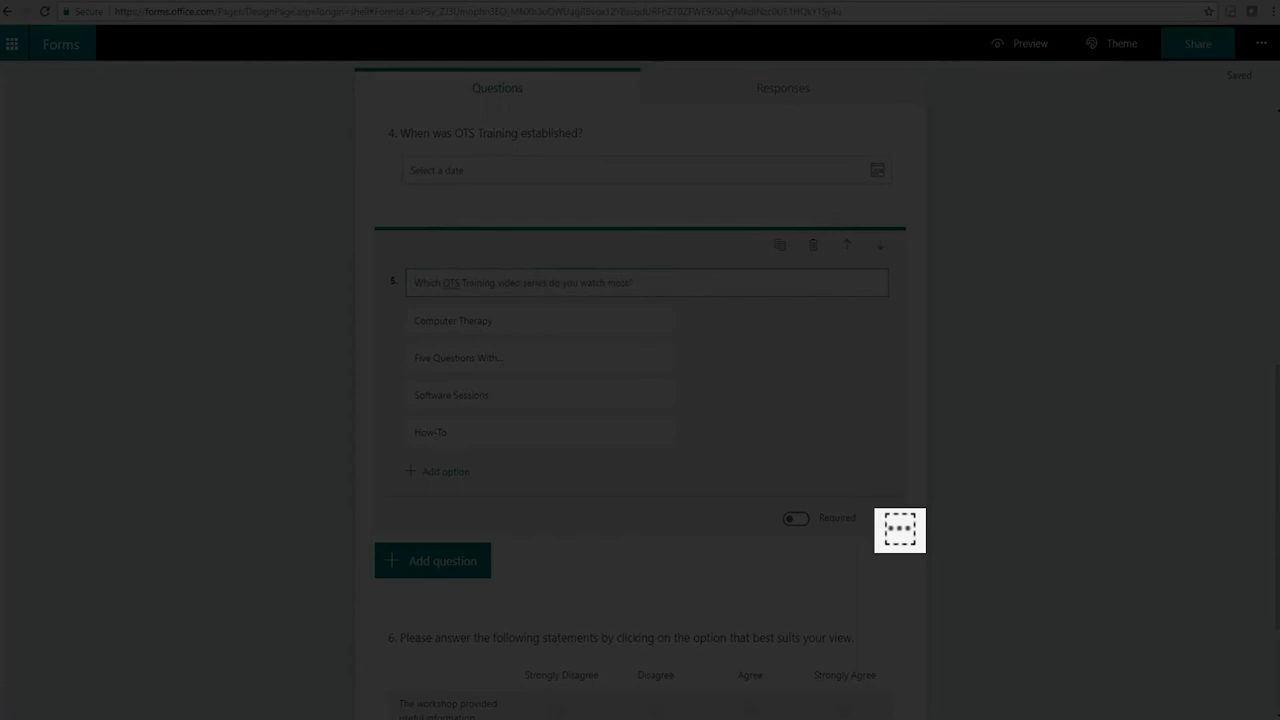 Secure
Forms
Preview
Theme
Share
Saved
Questions
Responses
4. When was OTS Training established?
Select a date
5.
Which OTS Training video series do you watch most?
Computer Therapy
Five Questions With...
Software Sessions
How-To
Add option
Required
Add question
6. Please answer the following statements by clicking on the option that best suits your view.
Strongly Disagree
Disagree
Agree
Strongly Agree
The workshop provided
useful information